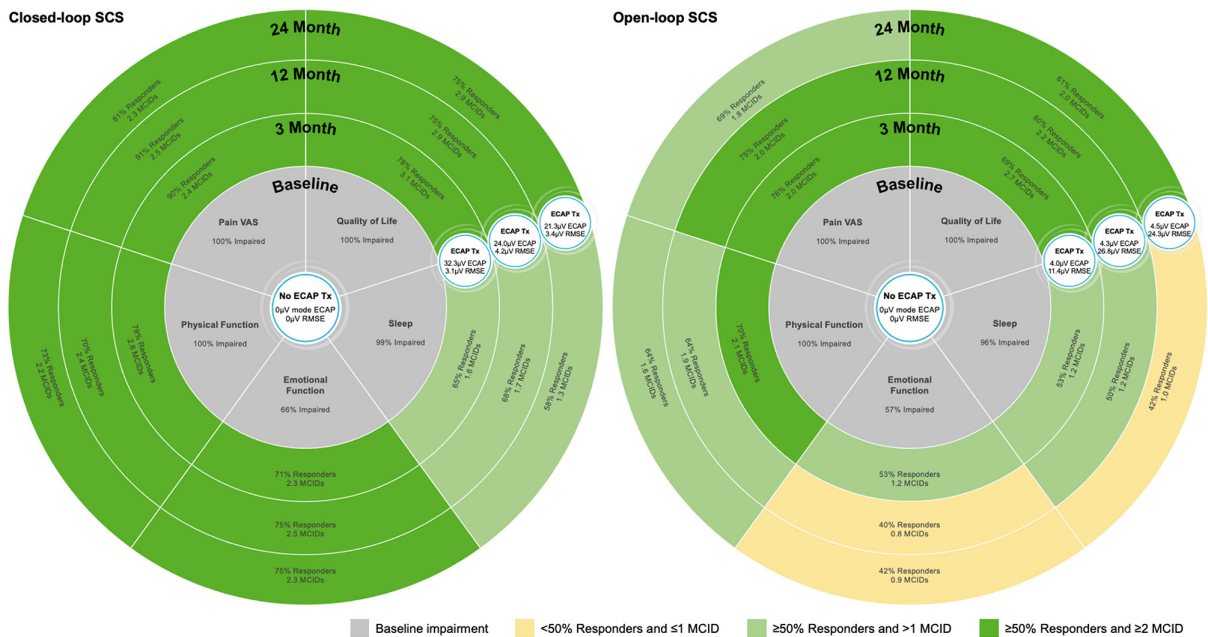 Closed-loop SCS
24 Month
12 Month
3 Month
Baseline
81% Responders
2.3 MCIDs
91% Responders
2.5 MCIDs
90% Responders
2.4 MCIDs
75% Responders
2.9 MCIDs
75% Responders
2.9 MCIDs
78% Responders
3.1 MCIDs
Pain VAS
100% Impaired
Quality of Life
100% Impaired
ECAP Tx
32.3µV ECAP
3.1µV RMSE
ECAP Tx
24.0µV ECAP
4.2µV RMSE
ECAP Tx
21.3µV ECAP
3.4µV RMSE
No ECAP Tx
0µV mode ECAP
0µV RMSE
Physical Function
100% Impaired
Sleep
99% Impaired
Emotional
Function
66% Impaired
73% Responders
2.2 MCIDs
70% Responders
2.4 MCIDs
79% Responders
2.6 MCIDs
65% Responders
1.6 MCIDs
68% Responders
1.7 MCIDs
58% Responders
1.3 MCIDs
71% Responders
2.3 MCIDs
75% Responders
2.5 MCIDs
75% Responders
2.3 MCIDs
Open-loop SCS
24 Month
12 Month
3 Month
Baseline
69% Responders
1.8 MCIDs
75% Responders
2.0 MCIDs
76% Responders
2.0 MCIDs
61% Responders
2.0 MCIDs
60% Responders
2.2 MCIDs
69% Responders
2.7 MCIDs
Pain VAS
100% Impaired
Quality of Life
100% Impaired
ECAP Tx
4.0µV ECAP
11.4µV RMSE
ECAP Tx
4.3µV ECAP
26.8µV RMSE
ECAP Tx
4.5µV ECAP
24.3µV RMSE
No ECAP Tx
0µV mode ECAP
0µV RMSE
Physical Function
100% Impaired
Sleep
96% Impaired
Emotional
Function
57% Impaired
64% Responders
1.6 MCIDs
64% Responders
1.9 MCIDs
70% Responders
2.1 MCIDs
53% Responders
1.2 MCIDs
50% Responders
1.2 MCIDs
42% Responders
1.0 MCIDs
53% Responders
1.2 MCIDs
40% Responders
0.8 MCIDs
42% Responders
0.9 MCIDs
Baseline impairment
<50% Responders and ≤1 MCID
≥50% Responders and >1 MCID
≥50% Responders and ≥2 MCID